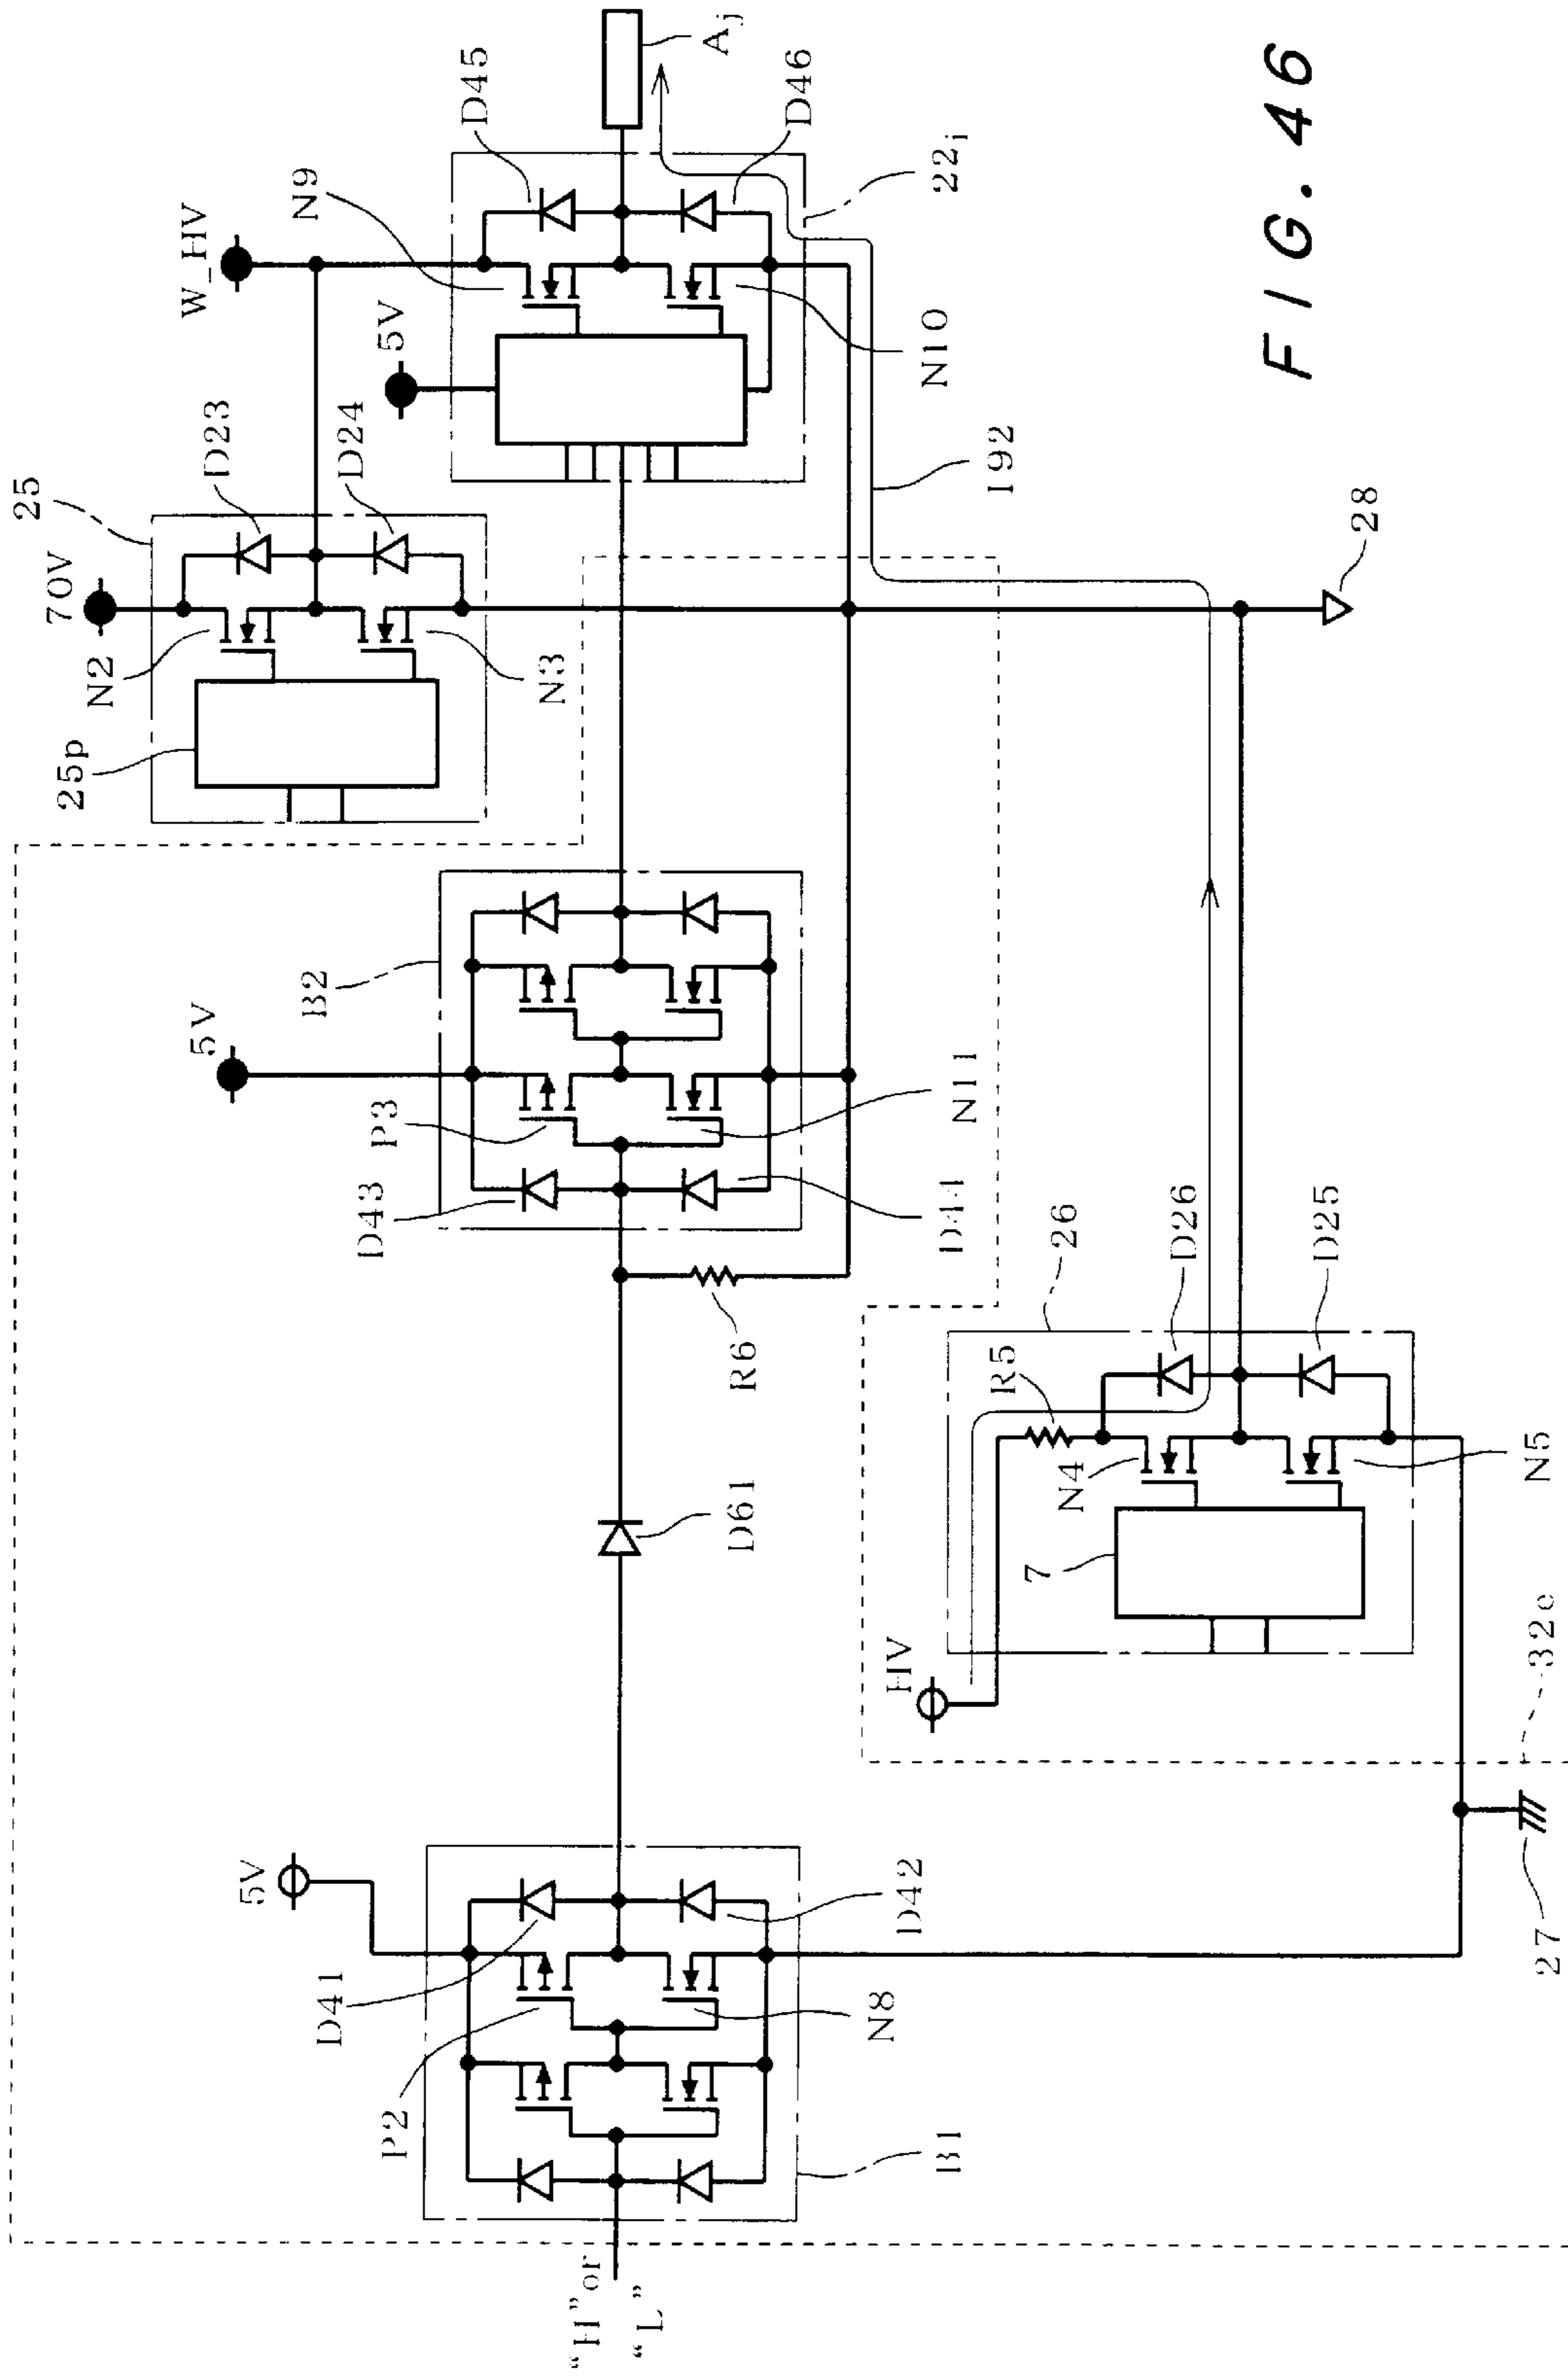 25
70V
N2
25p
D23
D24
N3
W_HV
5V
N9
D45
Aj
D46
22j
N10
192
28
5V
B2
P3
D43
N11
D44
R6
D61
5V
D41
P2
D42
N8
B1
"H" or
"L"
HV
26
R5
D26
D25
N4
N5
7
32e
27
FIG. 46